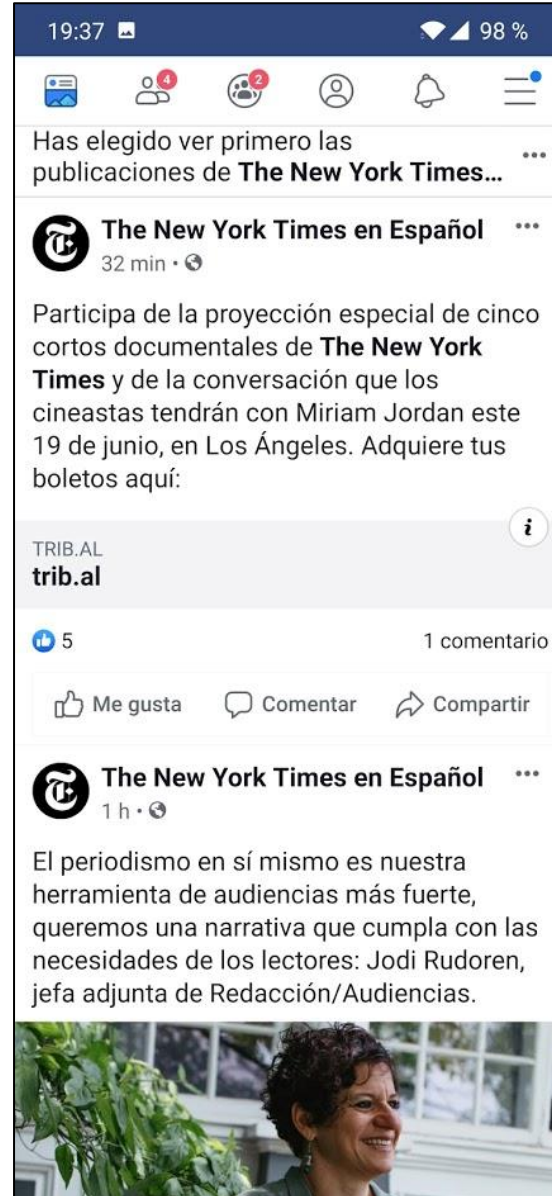 19:37 98 %
4 2
Has elegido ver primero las
publicaciones de The New York Times...
The New York Times en Español
32 min •
Participa de la proyección especial de cinco
cortos documentales de The New York
Times y de la conversación que los
cineastas tendrán con Miriam Jordan este
19 de junio, en Los Ángeles. Adquiere tus
boletos aquí:
i
TRIB.AL
trib.al
5 1 comentario
Me gusta Comentar Compartir
The New York Times en Español
1 h •
El periodismo en sí mismo es nuestra
herramienta de audiencias más fuerte,
queremos una narrativa que cumpla con las
necesidades de los lectores: Jodi Rudoren,
jefa adjunta de Redacción/Audiencias.